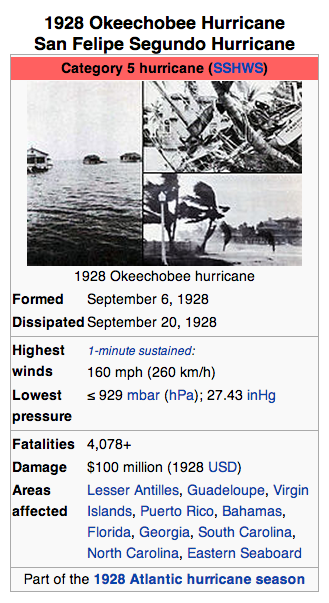 1928 Okeechobee Hurricane
San Felipe Segundo Hurricane
Category 5 hurricane (SSHWS)
1928 Okeechobee hurricane
Formed September 6, 1928
Dissipated September 20, 1928
Highest winds 1-minute sustained:
160 mph (260 km/h)
Lowest pressure ≤ 929 mbar (hPa); 27.43 inHg
Fatalities 4,078+
Damage $100 million (1928 USD)
Areas affected Lesser Antilles, Guadeloupe, Virgin
Islands, Puerto Rico, Bahamas,
Florida, Georgia, South Carolina,
North Carolina, Eastern Seaboard
Part of the 1928 Atlantic hurricane season